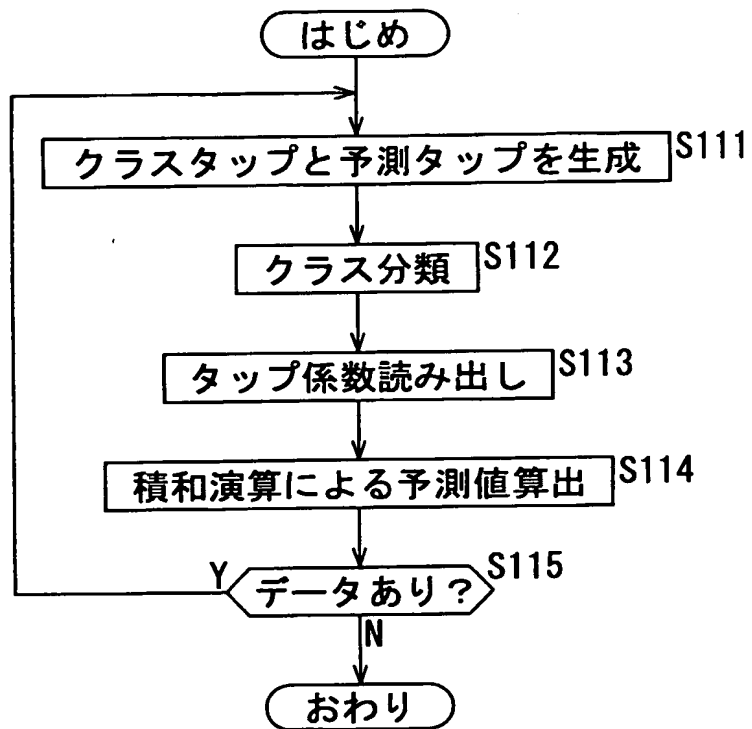 はじめ
クラスタップと予測タップを生成 S111
クラス分類 S112
タップ係数読み出し S113
積和演算による予測値算出 S114
Y データあり? S115
N
おわり